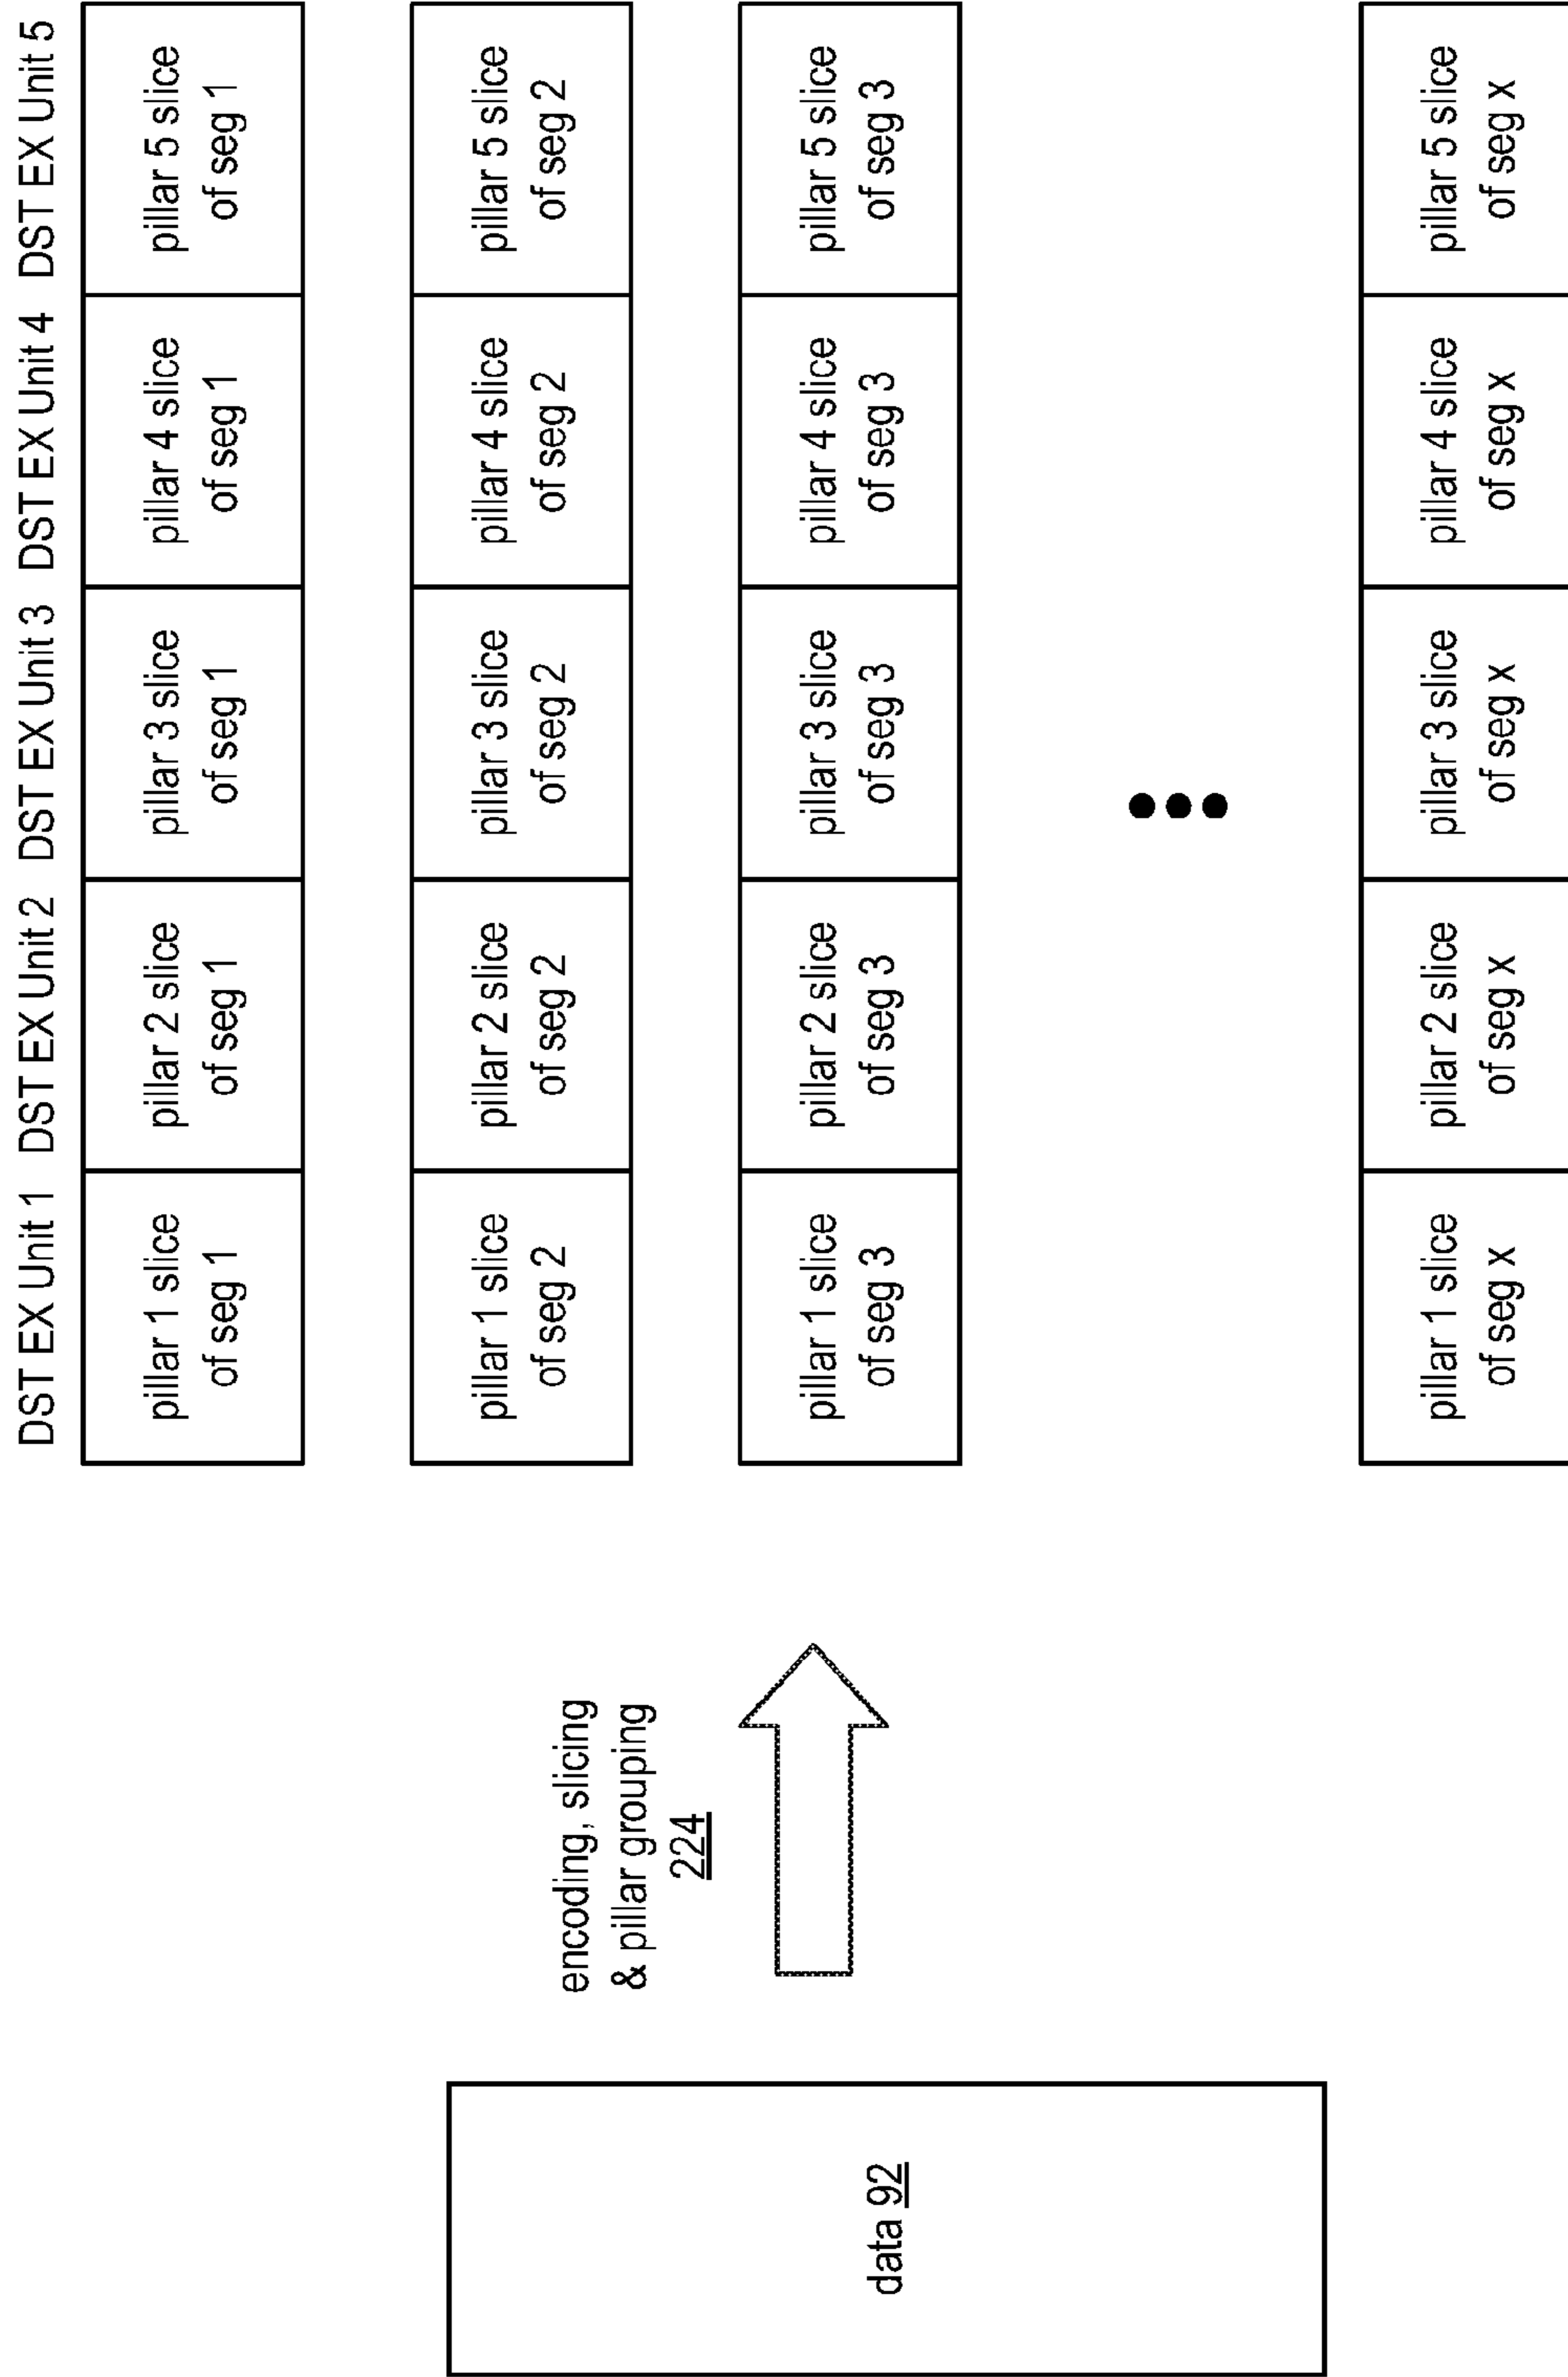 data 92
encoding, slicing
& pillar grouping
224
DST EX Unit 1 DST EX Unit 2 DST EX Unit 3 DST EX Unit 4 DST EX Unit 5
pillar 1 slice
of seg 1
pillar 2 slice
of seg 1
pillar 3 slice
of seg 1
pillar 4 slice
of seg 1
pillar 5 slice
of seg 1
pillar 1 slice
of seg 2
pillar 2 slice
of seg 2
pillar 3 slice
of seg 2
pillar 4 slice
of seg 2
pillar 5 slice
of seg 2
pillar 1 slice
of seg 3
pillar 2 slice
of seg 3
pillar 3 slice
of seg 3
pillar 4 slice
of seg 3
pillar 5 slice
of seg 3
pillar 1 slice
of seg x
pillar 2 slice
of seg x
pillar 3 slice
of seg x
pillar 4 slice
of seg x
pillar 5 slice
of seg x